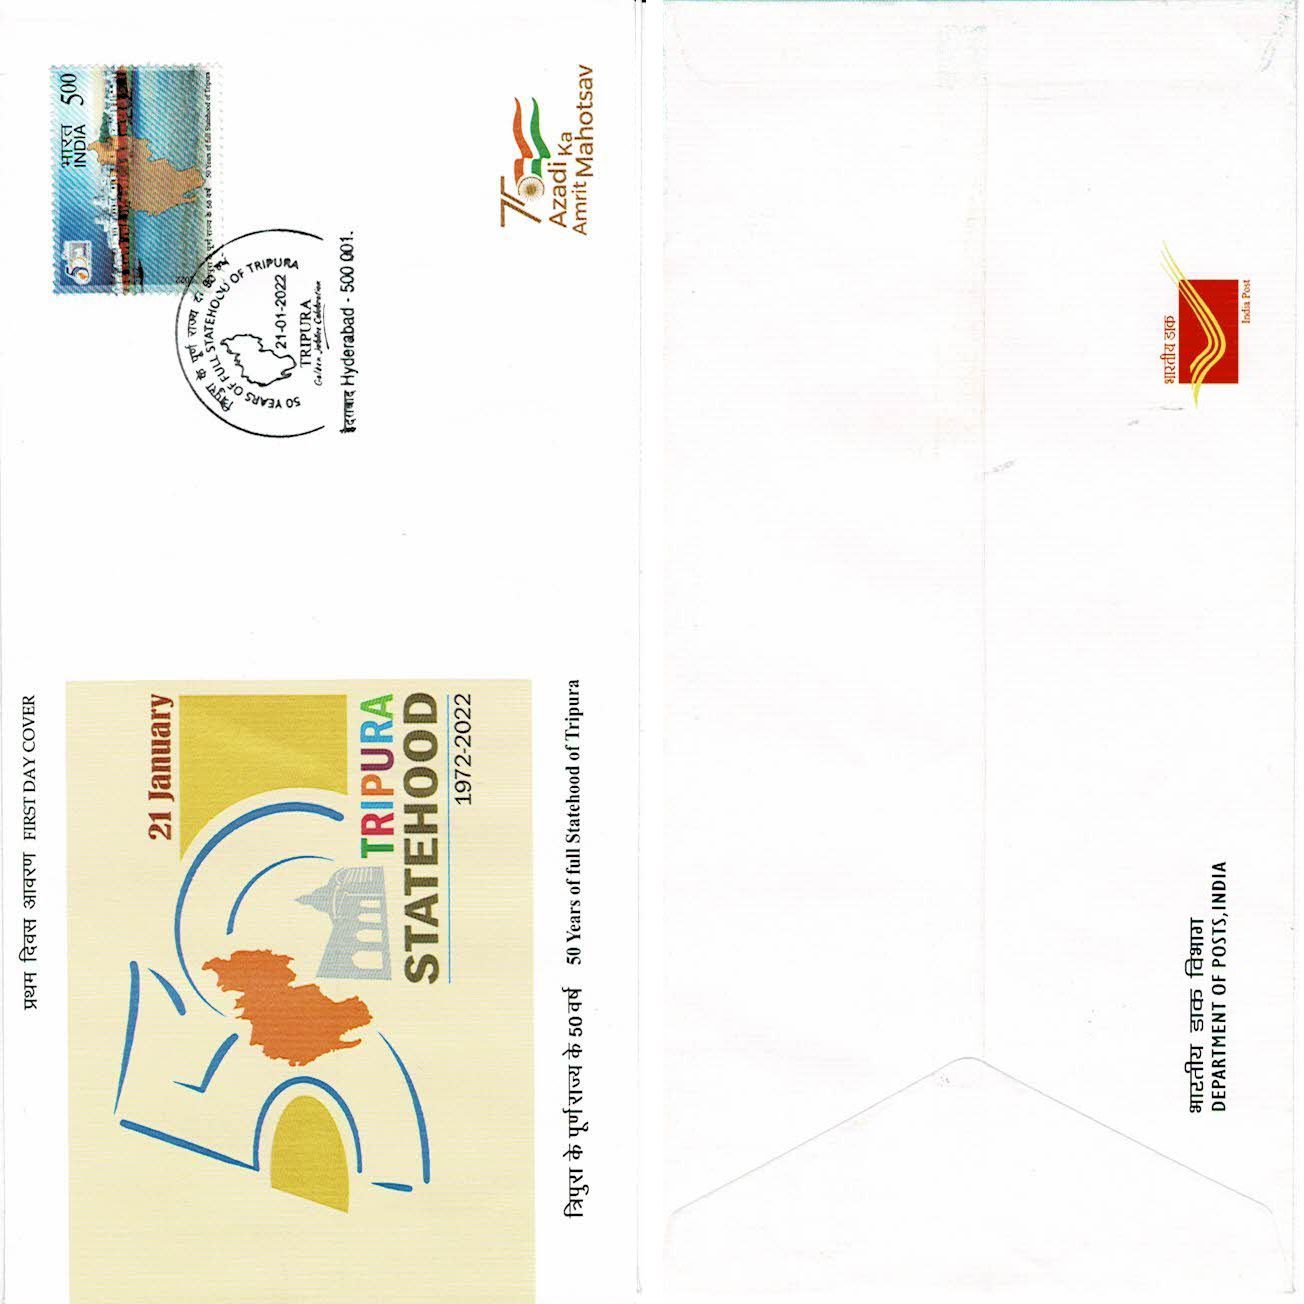 प्रथम दिवस आवरण FIRST DAY COVER
21 January
50
TRIPURA
STATEHOOD
1972-2022
त्रिपुरा के पूर्ण राज्य के 50 वर्ष 50 Years of full Statehood of Tripura
50
भारत 500
INDIA
2022
त्रिपुरा के पूर्ण राज्य के 50 वर्ष 50 Years of full Statehood of Tripura
त्रिपुरा के पूर्ण राज्य के 50 वर्ष
50 YEARS OF FULL STATEHOOD OF TRIPURA
21-01-2022
TRIPURA
Golden Jubilee Celebration
हैदराबाद Hyderabad - 500 001.
75
Azadi Ka
Amrit Mahotsav
भारतीय डाक विभाग
DEPARTMENT OF POSTS, INDIA
भारतीय डाक
India Post